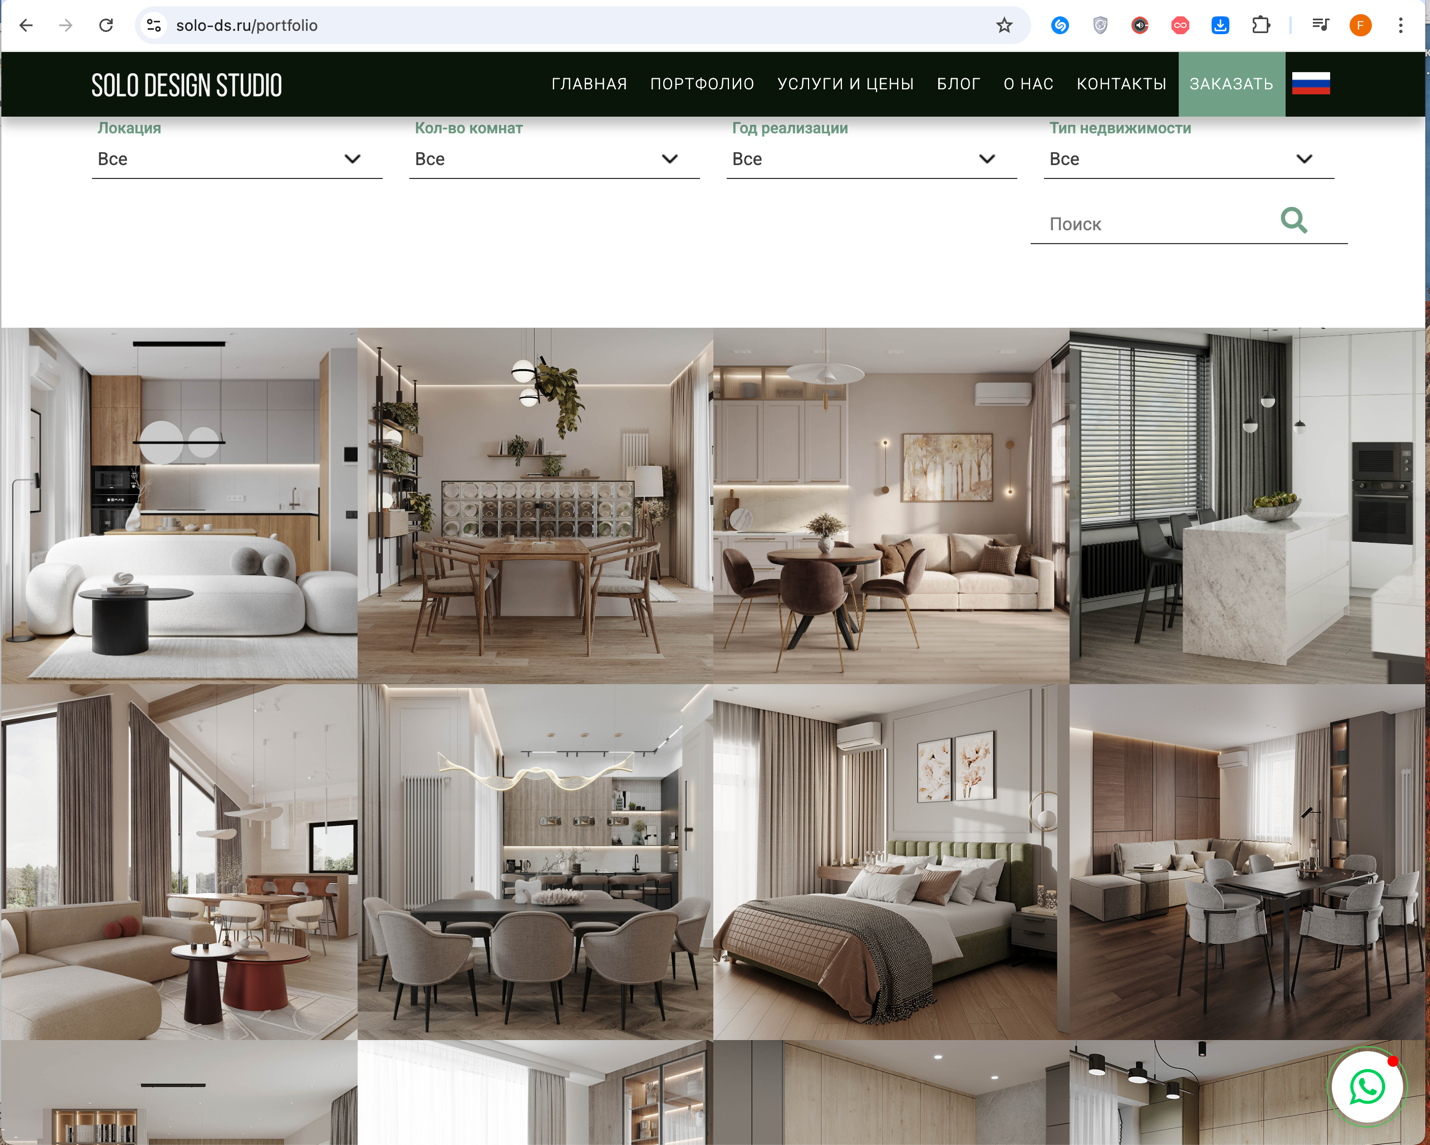 solo-ds.ru/portfolio
F
SOLO DESIGN STUDIO
ГЛАВНАЯ ПОРТФОЛИО УСЛУГИ И ЦЕНЫ БЛОГ О НАС КОНТАКТЫ ЗАКАЗАТЬ
Локация Кол-во комнат Год реализации Тип недвижимости
Все Все Все Все
Поиск